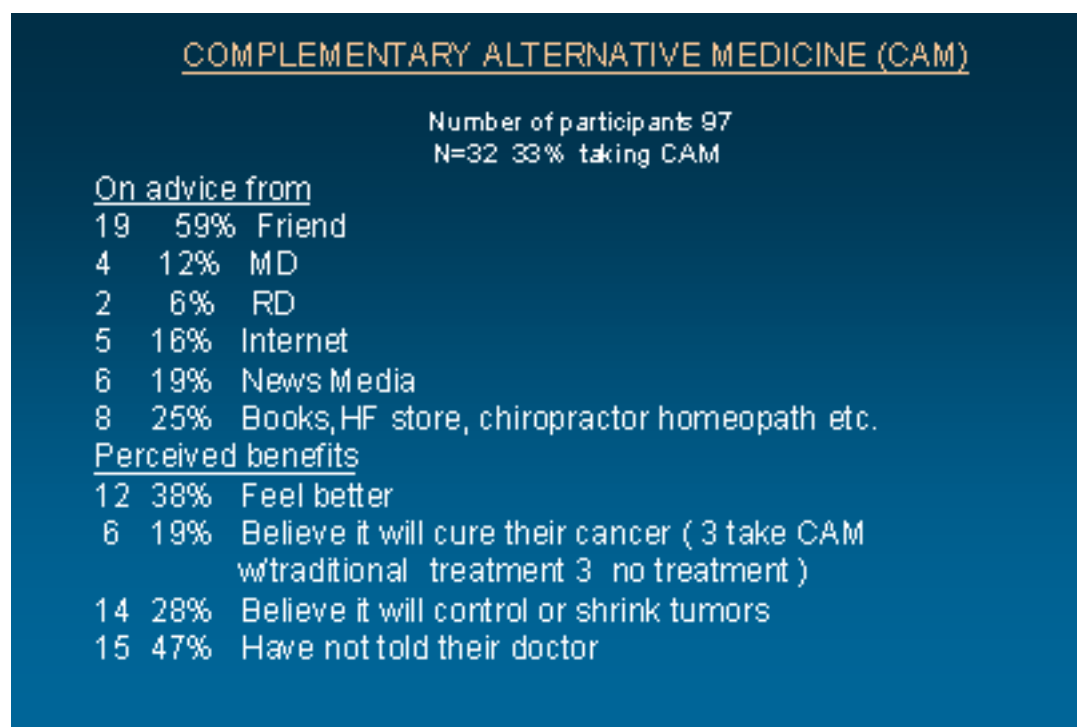 COMPLEMENTARY ALTERNATIVE MEDICINE (CAM)
Number of participants 97
N=32 33% taking CAM
On advice from
19 59% Friend
4 12% MD
2 6% RD
5 16% Internet
6 19% News Media
8 25% Books,HF store, chiropractor homeopath etc.
Perceived benefits
12 38% Feel better
6 19% Believe it will cure their cancer ( 3 take CAM
w/traditional treatment 3 no treatment )
14 28% Believe it will control or shrink tumors
15 47% Have not told their doctor